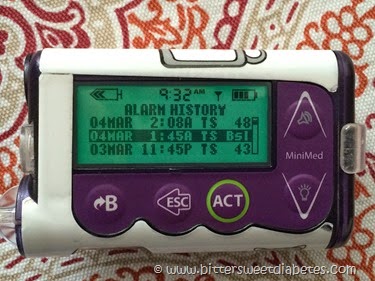 9:32AM
ALARM HISTORY
04MAR 2:08A TS 48
04MAR 1:45A TS BSI
03MAR 11:45P TS 43
MiniMed
B ESC ACT
© www.bittersweetdiabetes.com